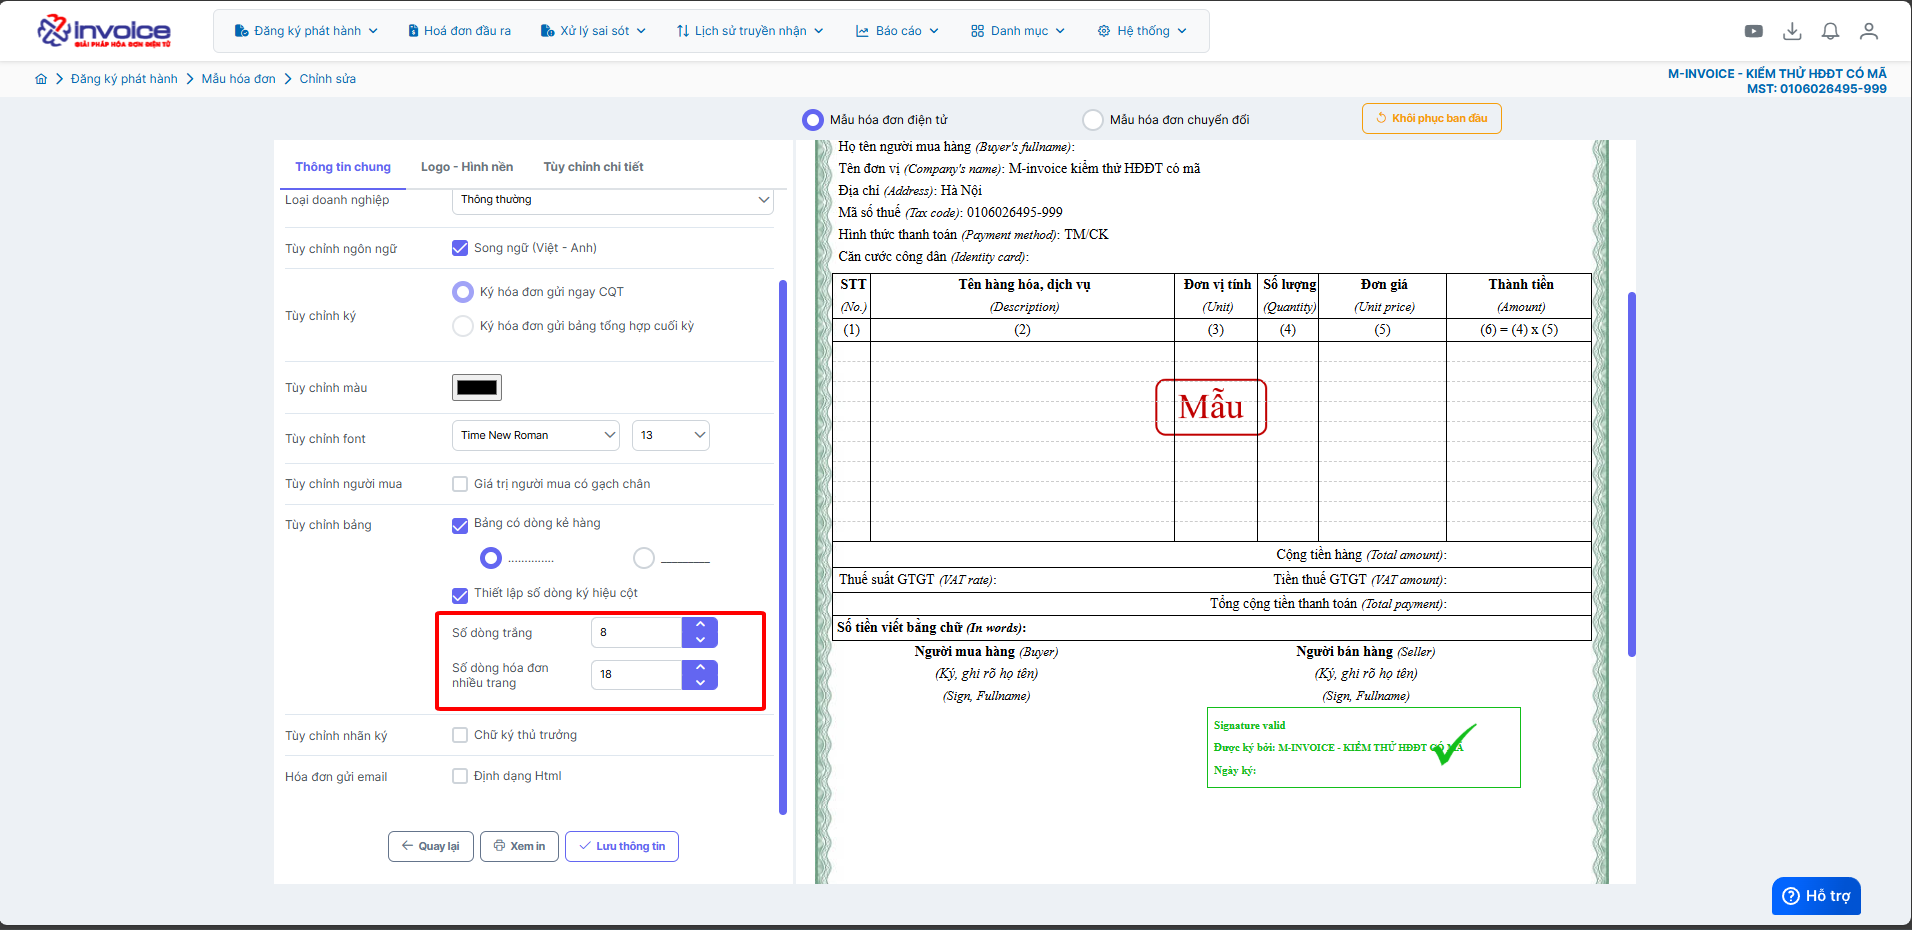 invoice
GIẢI PHÁP HÓA ĐƠN ĐIỆN TỬ
Đăng ký phát hành
Hoá đơn đầu ra
Xử lý sai sót
Lịch sử truyền nhận
Báo cáo
Danh mục
Hệ thống
Đăng ký phát hành
Mẫu hóa đơn
Chỉnh sửa
M-INVOICE - KIỂM THỬ HĐĐT CÓ MÃ
MST: 0106026495-999
Mẫu hóa đơn điện tử
Mẫu hóa đơn chuyển đổi
Khôi phục ban đầu
Thông tin chung
Logo - Hình nền
Tùy chỉnh chi tiết
Loại doanh nghiệp
Thông thường
Tùy chỉnh ngôn ngữ
Song ngữ (Việt - Anh)
Tùy chỉnh ký
Ký hóa đơn gửi ngay CQT
Ký hóa đơn gửi bảng tổng hợp cuối kỳ
Tùy chỉnh màu
Tùy chỉnh font
Time New Roman
13
Tùy chỉnh người mua
Giá trị người mua có gạch chân
Tùy chỉnh bảng
Bảng có dòng kẻ hàng
.............
________
Thiết lập số dòng ký hiệu cột
Số dòng trắng
8
Số dòng hóa đơn
nhiều trang
18
Tùy chỉnh nhãn ký
Chữ ký thủ trưởng
Hóa đơn gửi email
Định dạng Html
Quay lại
Xem in
Lưu thông tin
Họ tên người mua hàng (Buyer's fullname):
Tên đơn vị (Company's name): M-invoice kiểm thử HĐĐT có mã
Địa chỉ (Address): Hà Nội
Mã số thuế (Tax code): 0106026495-999
Hình thức thanh toán (Payment method): TM/CK
Căn cước công dân (Identity card):
STT Tên hàng hóa, dịch vụ Đơn vị tính Số lượng Đơn giá Thành tiền
(No.) (Description) (Unit) (Quantity) (Unit price) (Amount)
(1) (2) (3) (4) (5) (6) = (4) x (5)
Mẫu
Cộng tiền hàng (Total amount):
Thuế suất GTGT (VAT rate): Tiền thuế GTGT (VAT amount):
Tổng cộng tiền thanh toán (Total payment):
Số tiền viết bằng chữ (In words):
Người mua hàng (Buyer) Người bán hàng (Seller)
(Ký, ghi rõ họ tên) (Ký, ghi rõ họ tên)
(Sign, Fullname) (Sign, Fullname)
Signature valid
Được ký bởi: M-INVOICE - KIỂM THỬ HĐĐT CÓ MÃ
Ngày ký:
Hỗ trợ